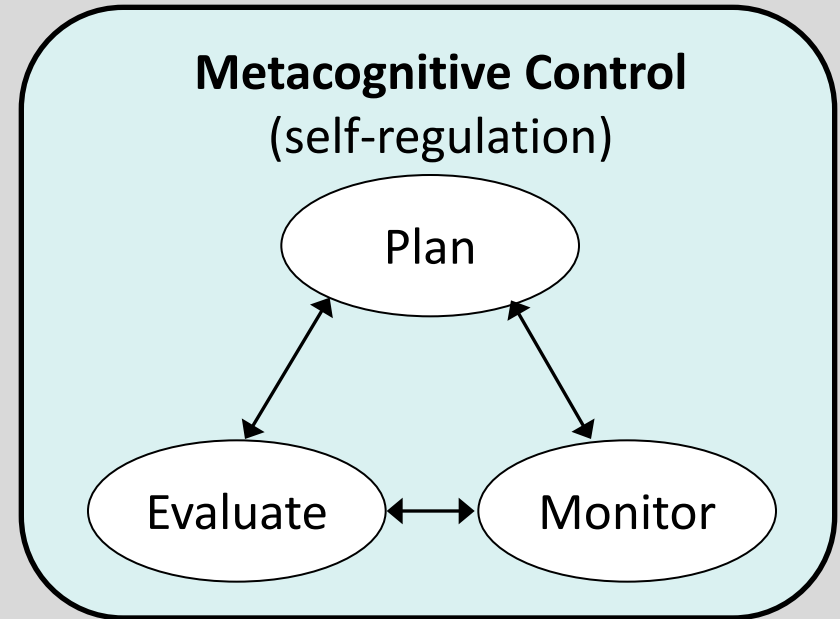 Metacognitive Control
(self-regulation)
Plan
Evaluate
Monitor